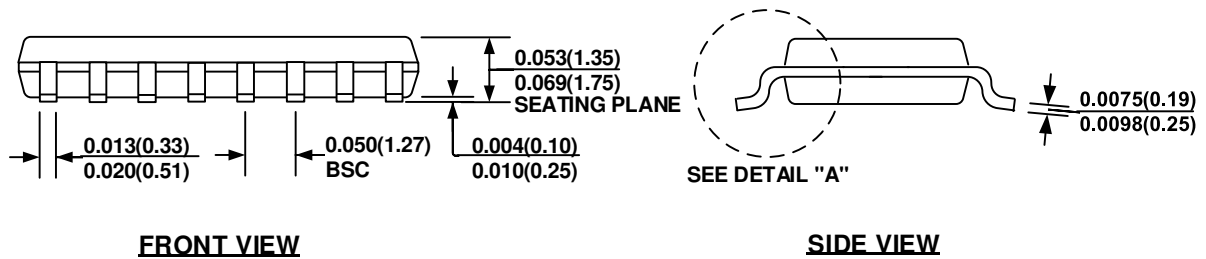 0.053(1.35)
0.069(1.75)
SEATING PLANE
0.013(0.33)
0.020(0.51)
0.050(1.27)
BSC
0.004(0.10)
0.010(0.25)
FRONT VIEW
0.0075(0.19)
0.0098(0.25)
SEE DETAIL "A"
SIDE VIEW